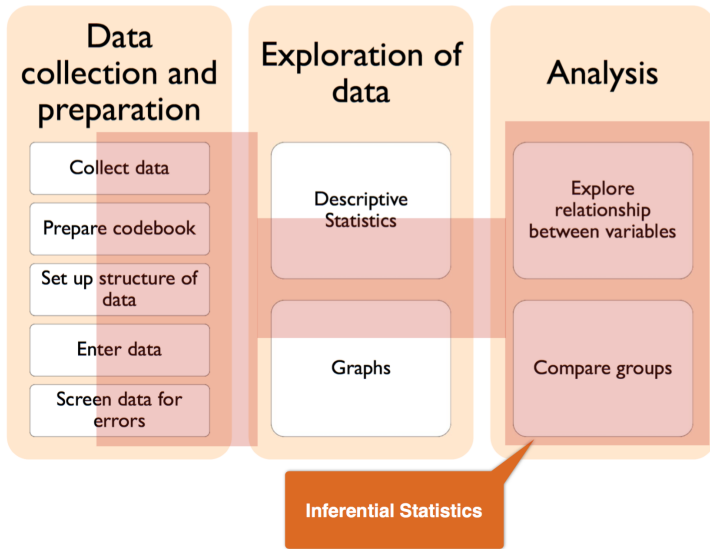 Data
collection and
preparation
Collect data
Prepare codebook
Set up structure of
data
Enter data
Screen data for
errors
Exploration of
data
Descriptive
Statistics
Graphs
Analysis
Explore
relationship
between variables
Compare groups
Inferential Statistics